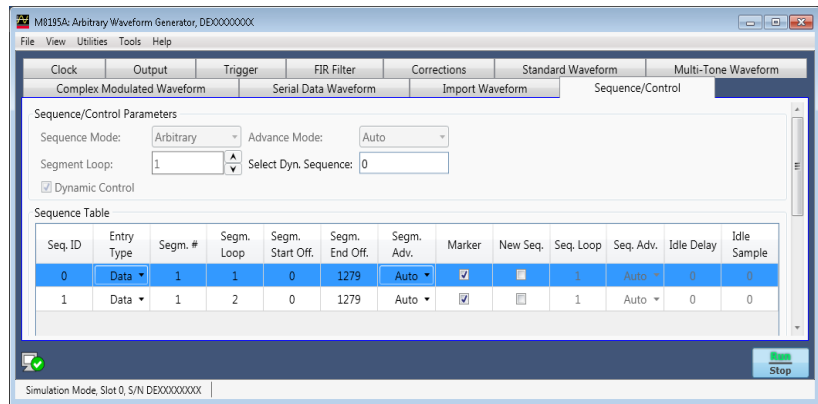 M8195A: Arbitrary Waveform Generator, DEXXXXXXXX
File View Utilities Tools Help
Clock Output Trigger FIR Filter Corrections Standard Waveform Multi-Tone Waveform
Complex Modulated Waveform Serial Data Waveform Import Waveform Sequence/Control
Sequence/Control Parameters
Sequence Mode: Arbitrary Advance Mode: Auto
Segment Loop: 1 Select Dyn. Sequence: 0
Dynamic Control
Sequence Table
Seq. ID Entry Type Segm. # Segm. Loop Segm. Start Off. Segm. End Off. Segm. Adv. Marker New Seq. Seq. Loop Seq. Adv. Idle Delay Idle Sample
0 Data 1 1 0 1279 Auto 1 Auto 0 0
1 Data 1 2 0 1279 Auto 1 Auto 0 0
Run
Stop
Simulation Mode, Slot 0, S/N DEXXXXXXXX